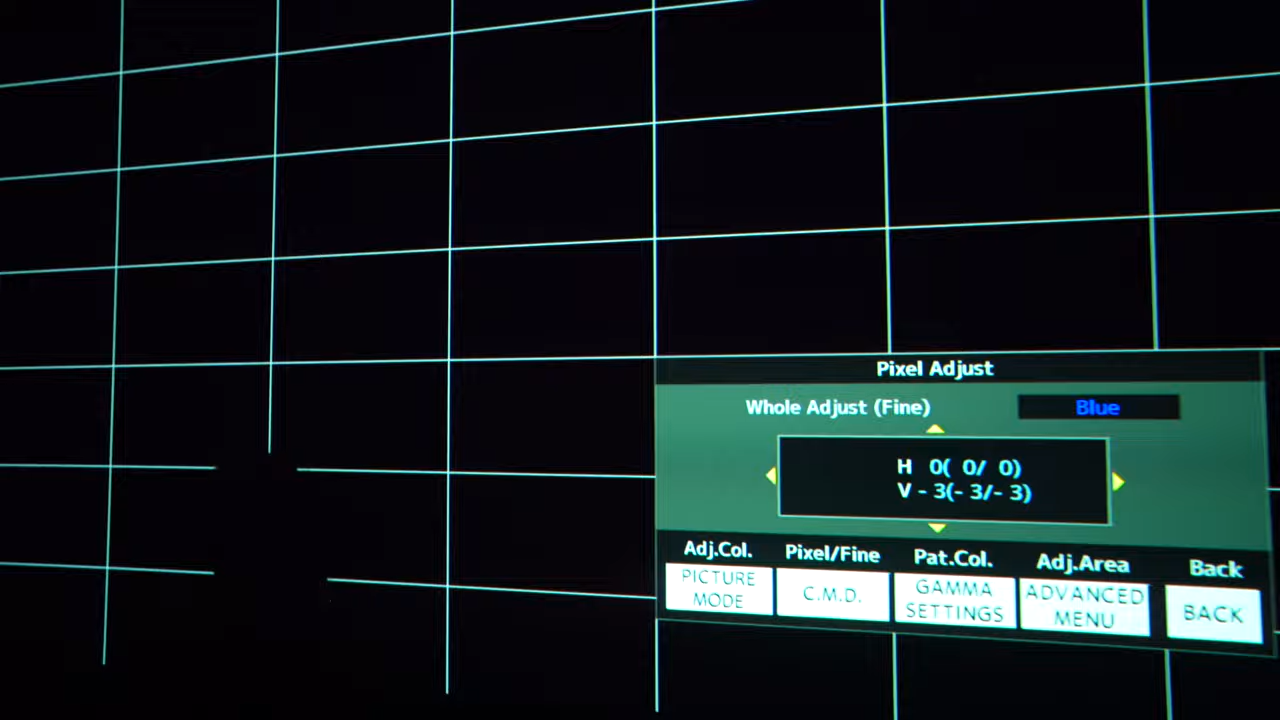 Pixel Adjust
Whole Adjust (Fine) Blue
H 0( 0/ 0)
V - 3(- 3/- 3)
Adj.Col. Pixel/Fine Pat.Col. Adj.Area Back
PICTURE MODE C.M.D. GAMMA SETTINGS ADVANCED MENU BACK